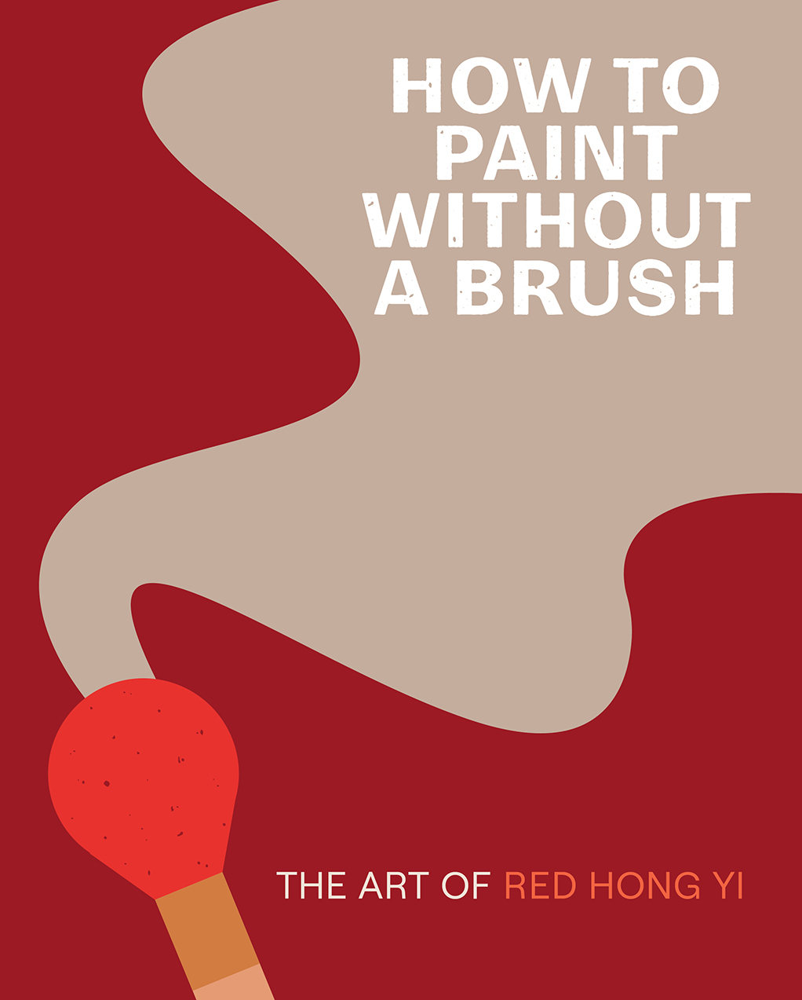 HOW TO
PAINT
WITHOUT
A BRUSH
THE ART OF RED HONG YI